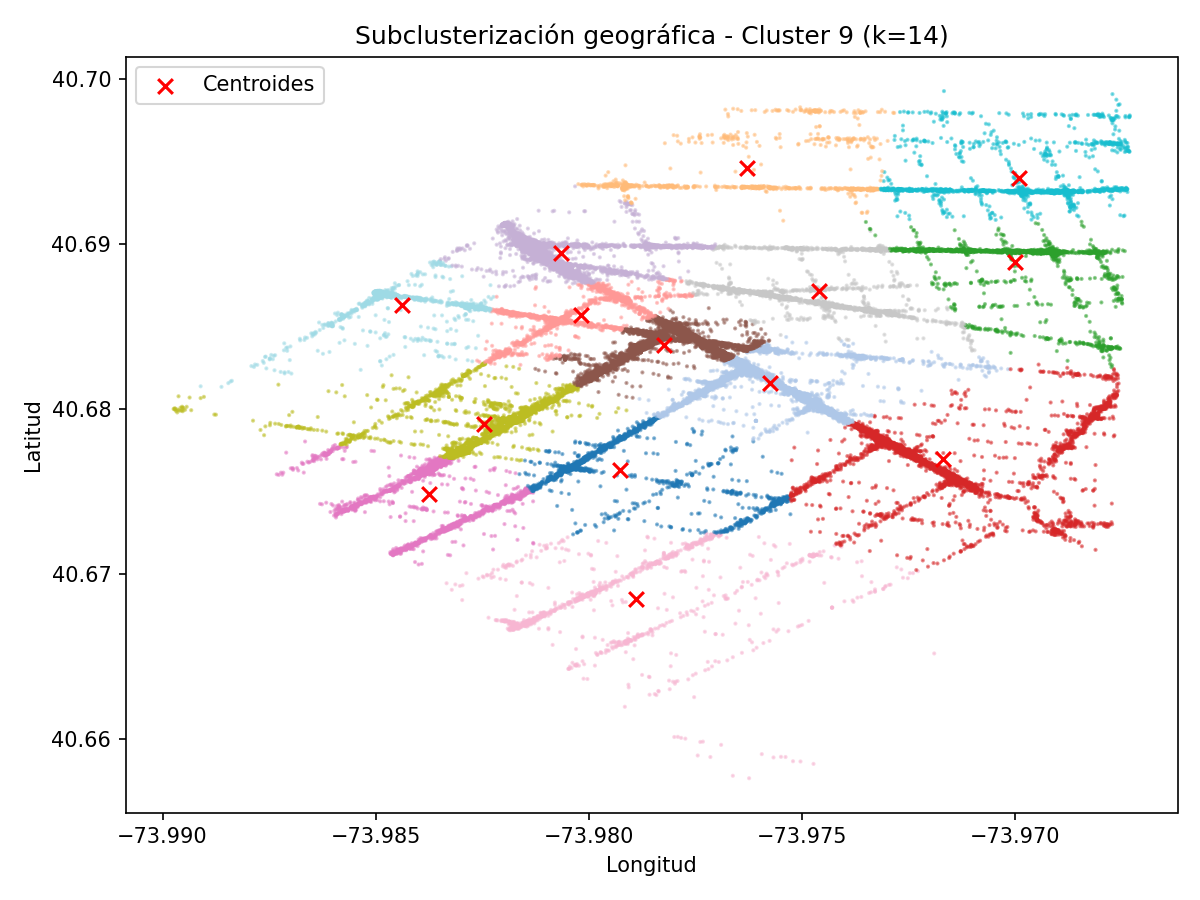 Subclusterización geográfica - Cluster 9 (k=14)
Centroides
40.70
40.69
40.68
40.67
40.66
Latitud
−73.990
−73.985
−73.980
−73.975
−73.970
Longitud